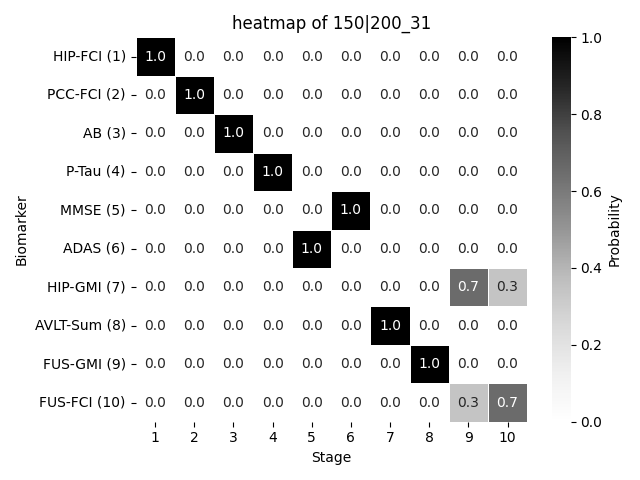 heatmap of 150|200_31
HIP-FCI (1) 1.0 0.0 0.0 0.0 0.0 0.0 0.0 0.0 0.0 0.0
PCC-FCI (2) 0.0 1.0 0.0 0.0 0.0 0.0 0.0 0.0 0.0 0.0
AB (3) 0.0 0.0 1.0 0.0 0.0 0.0 0.0 0.0 0.0 0.0
P-Tau (4) 0.0 0.0 0.0 1.0 0.0 0.0 0.0 0.0 0.0 0.0
MMSE (5) 0.0 0.0 0.0 0.0 0.0 1.0 0.0 0.0 0.0 0.0
ADAS (6) 0.0 0.0 0.0 0.0 1.0 0.0 0.0 0.0 0.0 0.0
HIP-GMI (7) 0.0 0.0 0.0 0.0 0.0 0.0 0.0 0.0 0.7 0.3
AVLT-Sum (8) 0.0 0.0 0.0 0.0 0.0 0.0 1.0 0.0 0.0 0.0
FUS-GMI (9) 0.0 0.0 0.0 0.0 0.0 0.0 0.0 1.0 0.0 0.0
FUS-FCI (10) 0.0 0.0 0.0 0.0 0.0 0.0 0.0 0.0 0.3 0.7
1 2 3 4 5 6 7 8 9 10
Stage
Biomarker
1.0
0.8
0.6
0.4
0.2
0.0
Probability